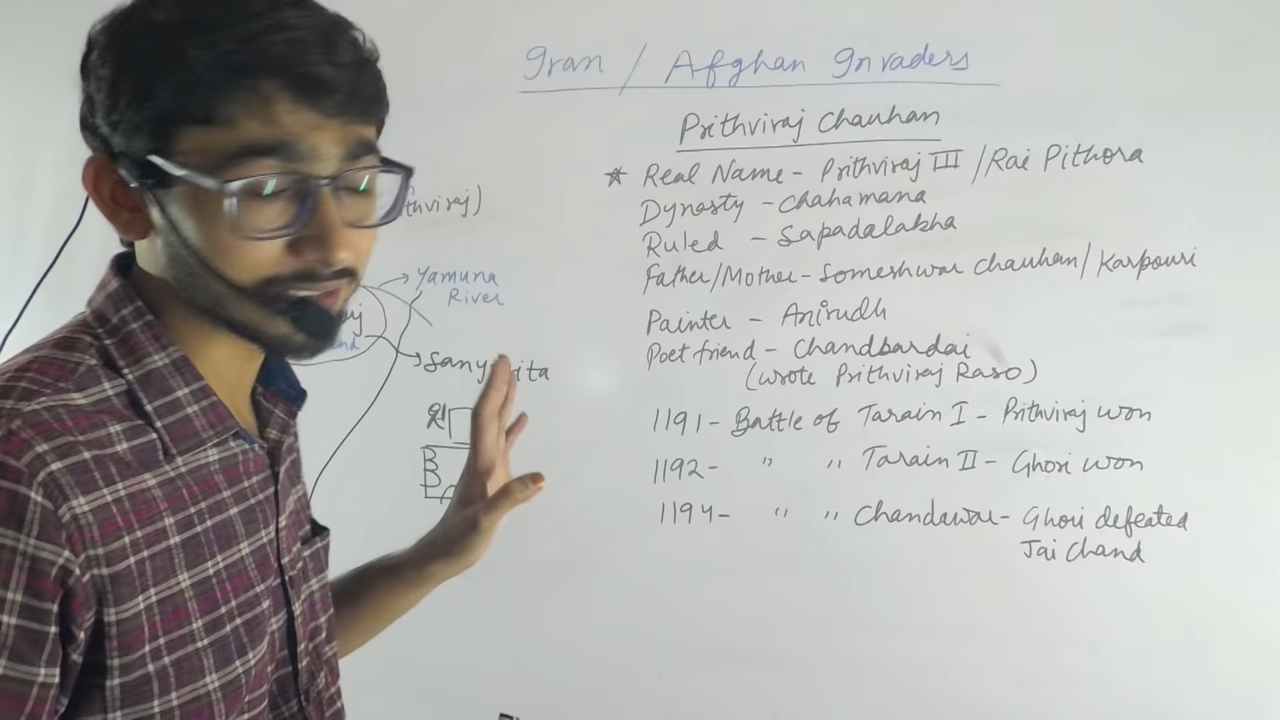 Iran / Afghan Invaders
Prithviraj Chauhan
* Real Name - Prithviraj III / Rai Pithora
Dynasty - Chahamana
Ruled - Sapadalakha
Father/Mother - Someshwar Chauhan / Karpouri
Painter - Anirudh
Poet friend - Chandbardai
(wrote Prithviraj Raso)
1191 - Battle of Tarain I - Prithviraj won
1192 - " " Tarain II - Ghori won
1194 - " " Chandawar - Ghori defeated
Jai Chand
thviraj)
Yamuna
River